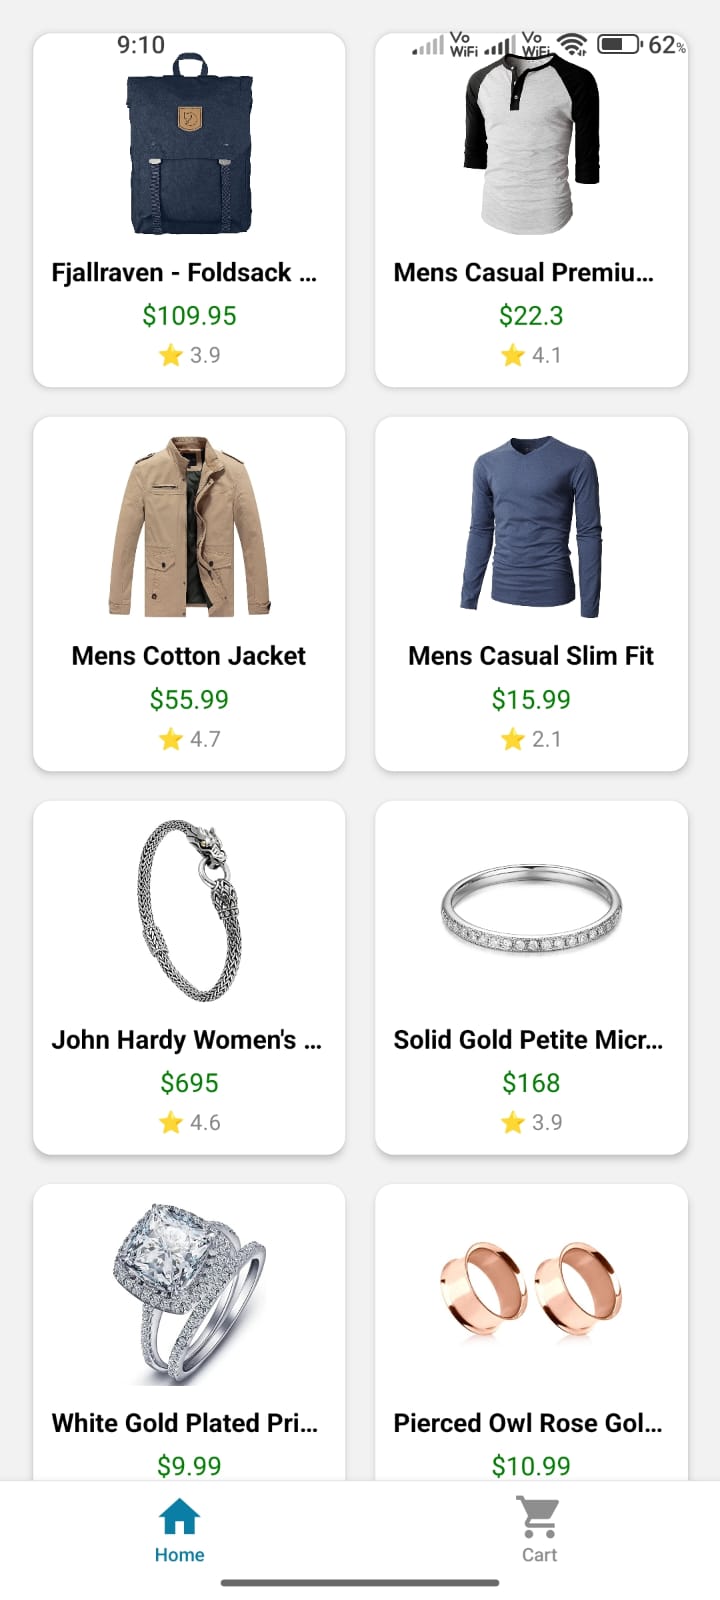 9:10 Vo WiFi Vo WiFi 62%
Fjallraven - Foldsack ...
Mens Casual Premiu...
$109.95
$22.3
⭐ 3.9
⭐ 4.1
Mens Cotton Jacket
Mens Casual Slim Fit
$55.99
$15.99
⭐ 4.7
⭐ 2.1
John Hardy Women's ...
Solid Gold Petite Micr...
$695
$168
⭐ 4.6
⭐ 3.9
White Gold Plated Pri...
Pierced Owl Rose Gol...
$9.99
$10.99
Home
Cart